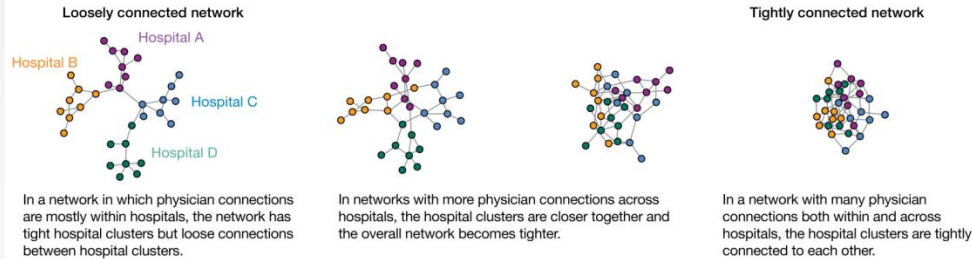 Loosely connected network
Tightly connected network
Hospital A
Hospital B
Hospital C
Hospital D
In a network in which physician connections
are mostly within hospitals, the network has
tight hospital clusters but loose connections
between hospital clusters.
In networks with more physician connections across
hospitals, the hospital clusters are closer together and
the overall network becomes tighter.
In a network with many physician
connections both within and across
hospitals, the hospital clusters are tightly
connected to each other.